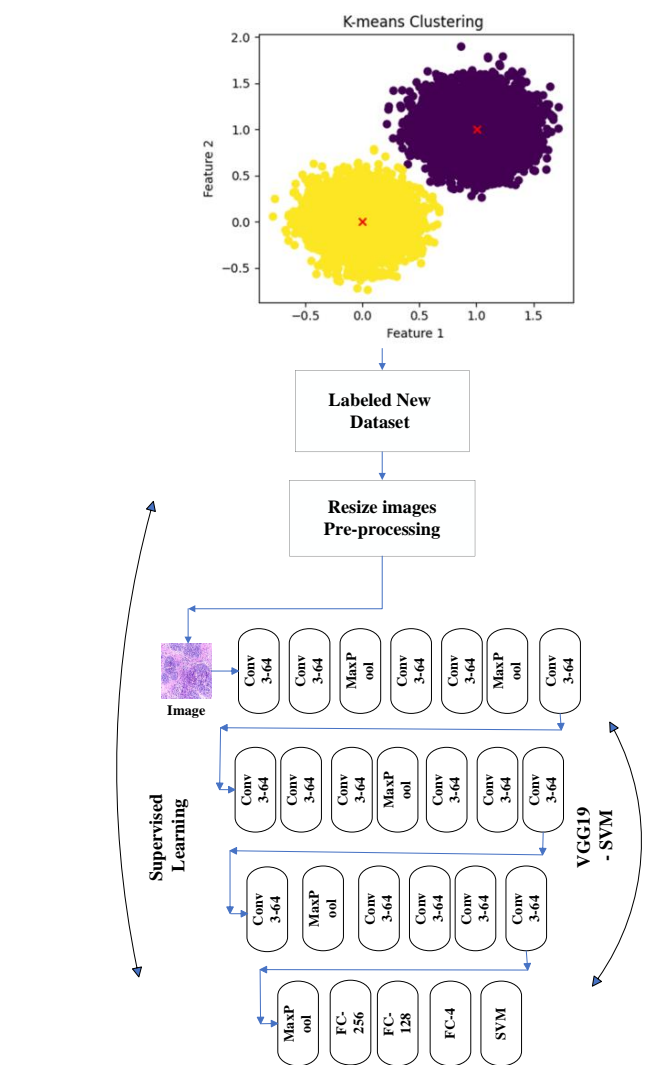 K-means Clustering
2.0
1.5
1.0
0.5
0.0
−0.5
Feature 2
−0.5
0.0
0.5
1.0
1.5
Feature 1
Labeled New
Dataset
Resize images
Pre-processing
Image
Conv
3-64
Conv
3-64
MaxP
ool
Conv
3-64
Conv
3-64
MaxP
ool
Conv
3-64
Supervised
Learning
Conv
3-64
Conv
3-64
Conv
3-64
MaxP
ool
Conv
3-64
Conv
3-64
Conv
3-64
VGG19
- SVM
Conv
3-64
MaxP
ool
Conv
3-64
Conv
3-64
Conv
3-64
Conv
3-64
MaxP
ool
FC-
256
FC-
128
FC-4
SVM